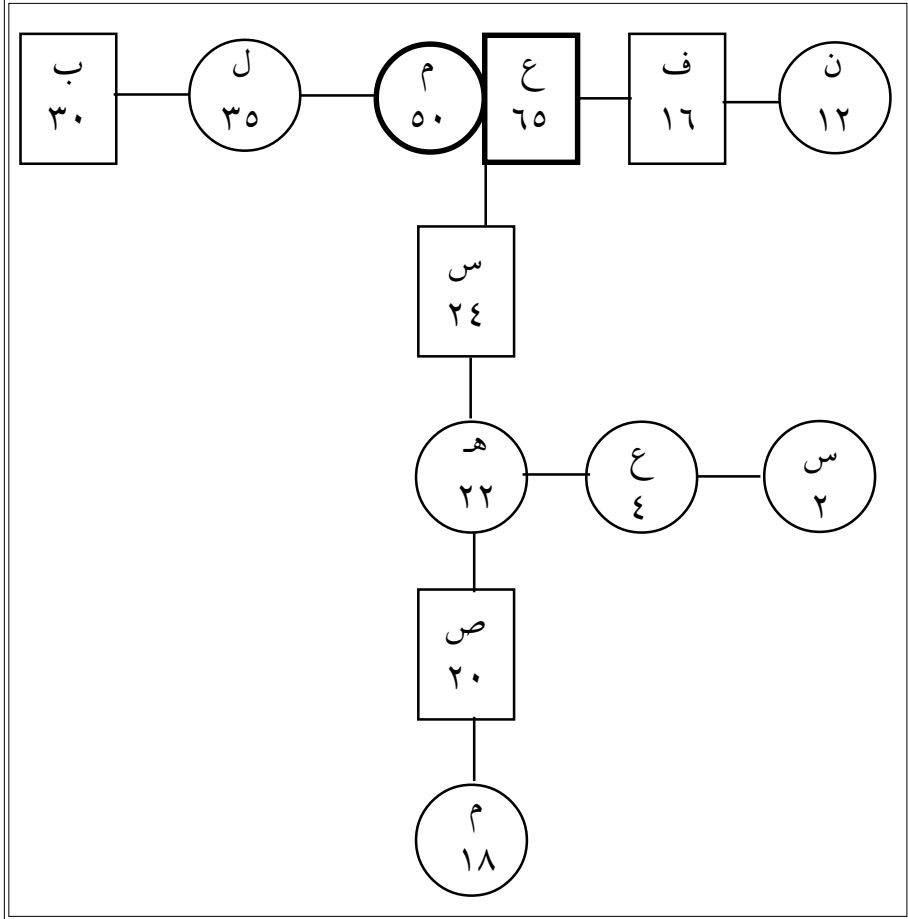 ن
١٢
ف
١٦
ع
٦٥
م
٥٠
ل
٣٥
ب
٣٠
س
٢٤
س
٢
ع
٤
هـ
٢٢
ص
٢٠
م
١٨